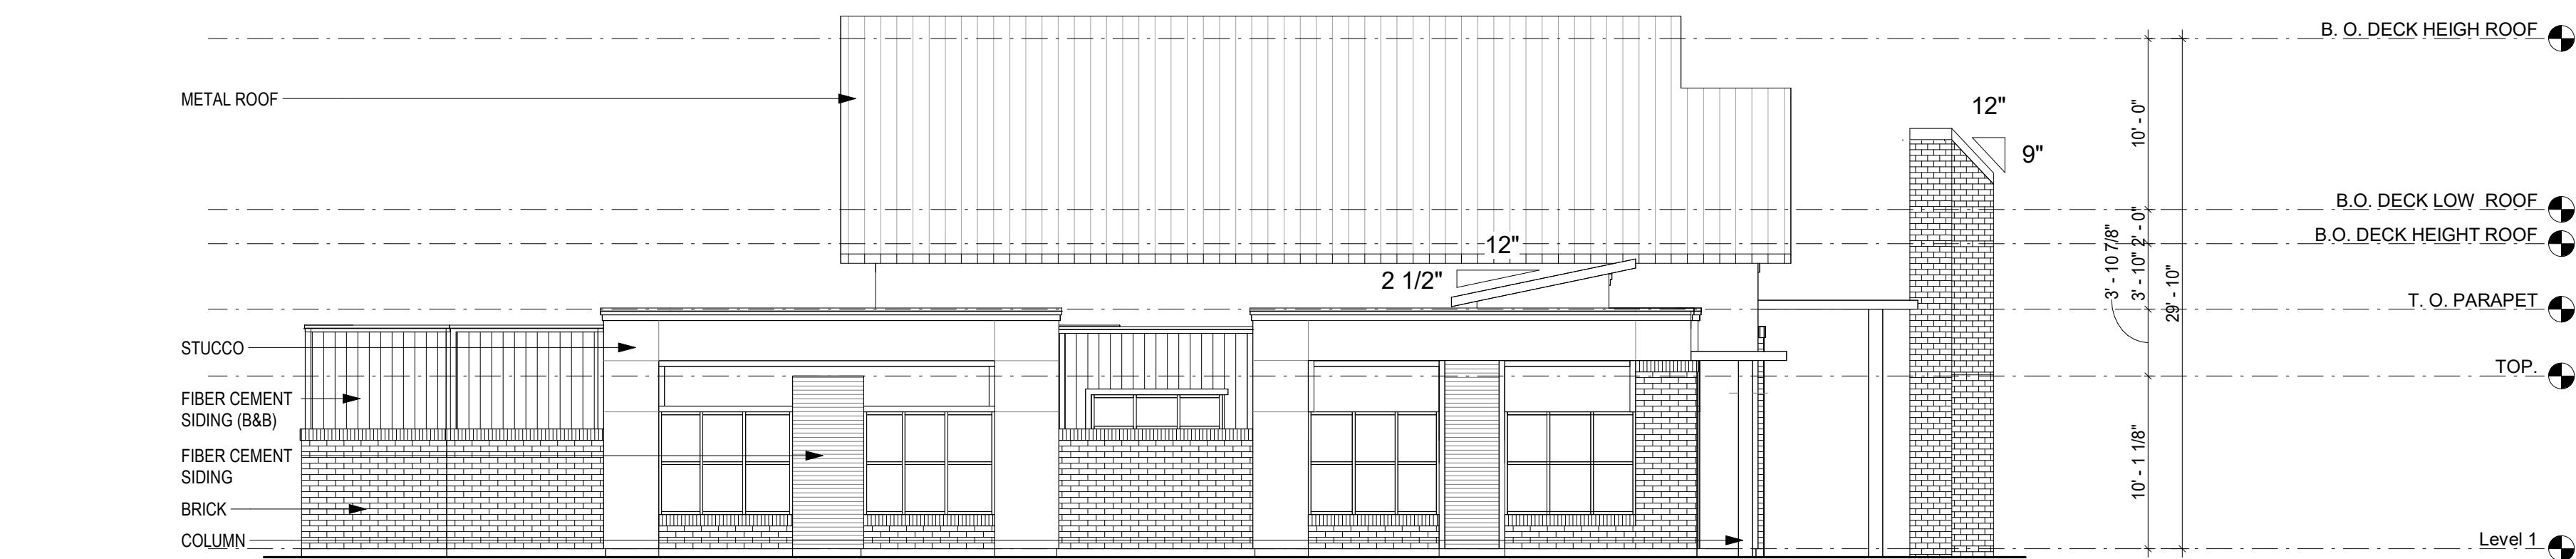 B. O. DECK HEIGH ROOF
METAL ROOF
12"
9"
10' - 0"
B.O. DECK LOW ROOF
2' - 0"
B.O. DECK HEIGHT ROOF
12"
2 1/2"
3' - 10 7/8"
3' - 10"
29' - 10"
T. O. PARAPET
STUCCO
TOP.
FIBER CEMENT
SIDING (B&B)
FIBER CEMENT
SIDING
10' - 1 1/8"
BRICK
COLUMN
Level 1